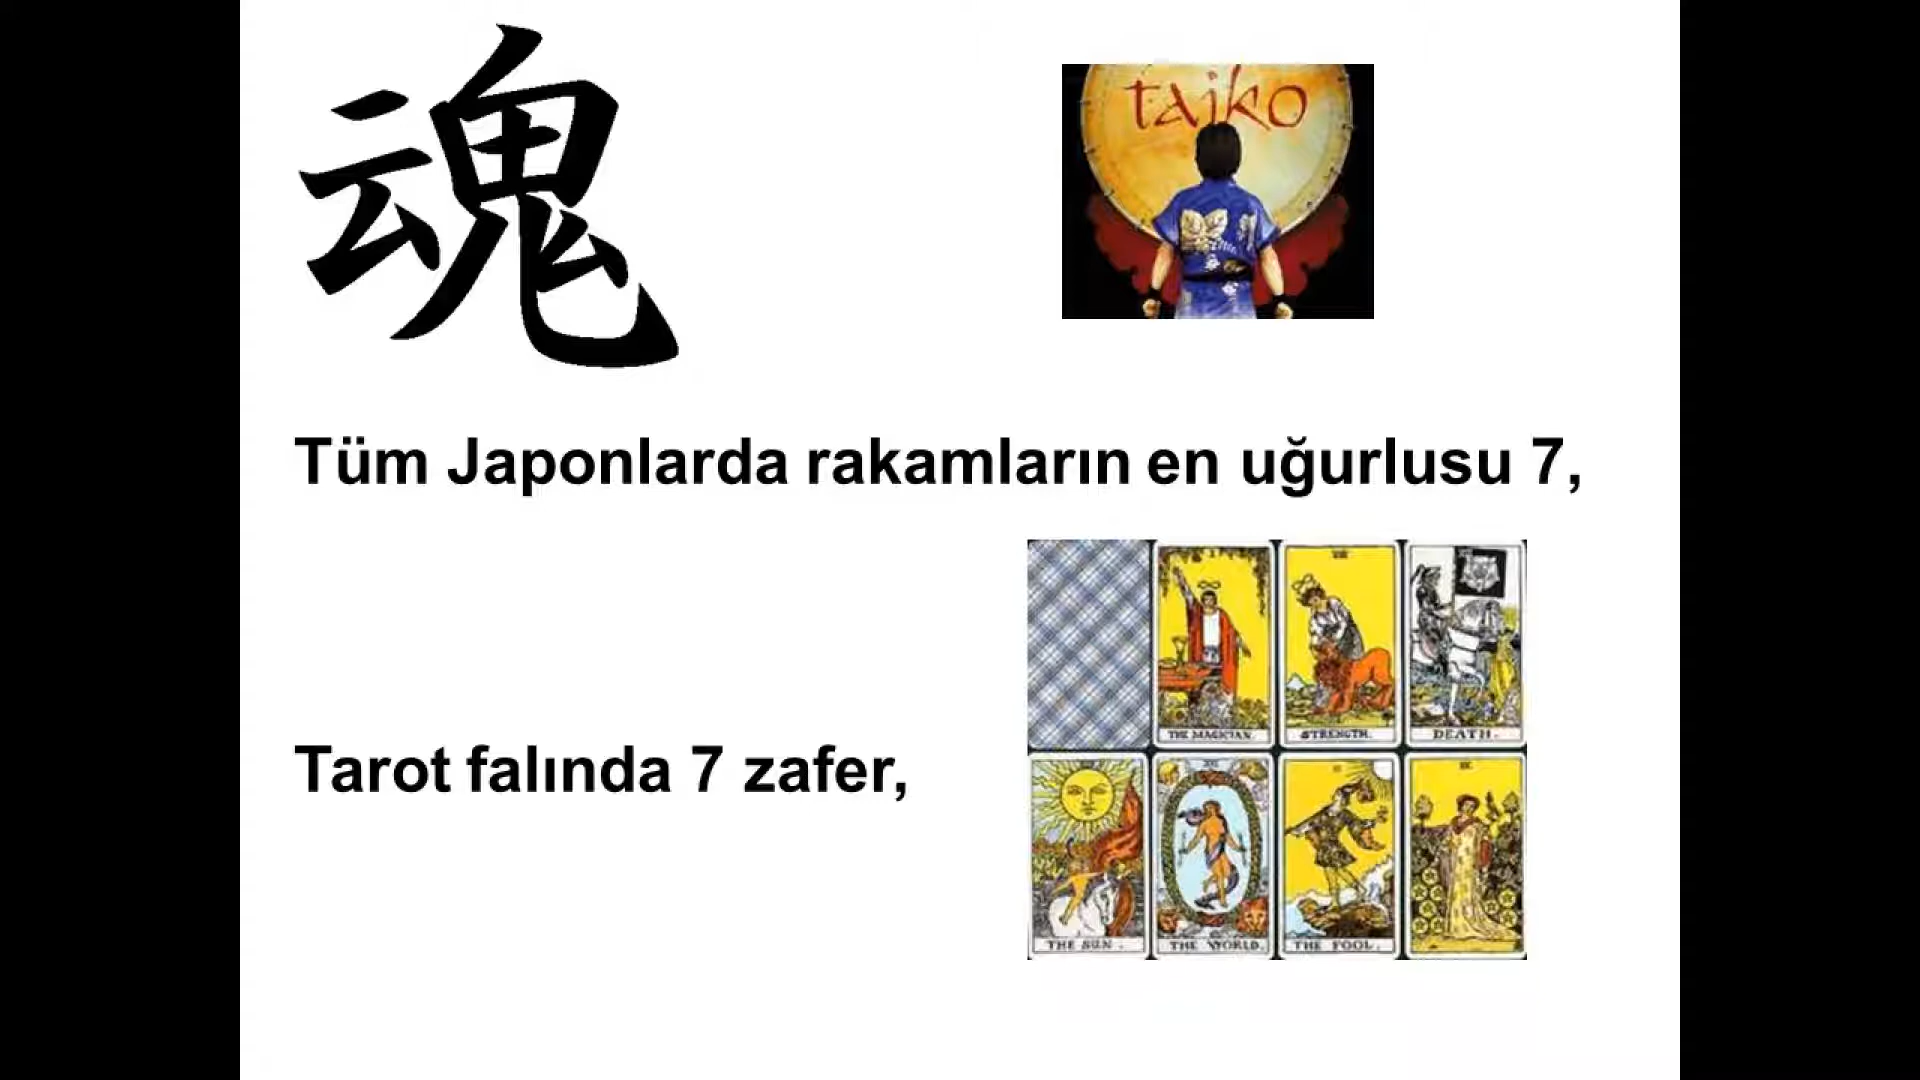 魂
taiko
Tüm Japonlarda rakamların en uğurlusu 7,
THE MAGICIAN.
STRENGTH.
DEATH.
Tarot falında 7 zafer,
THE SUN.
THE WORLD.
THE FOOL.